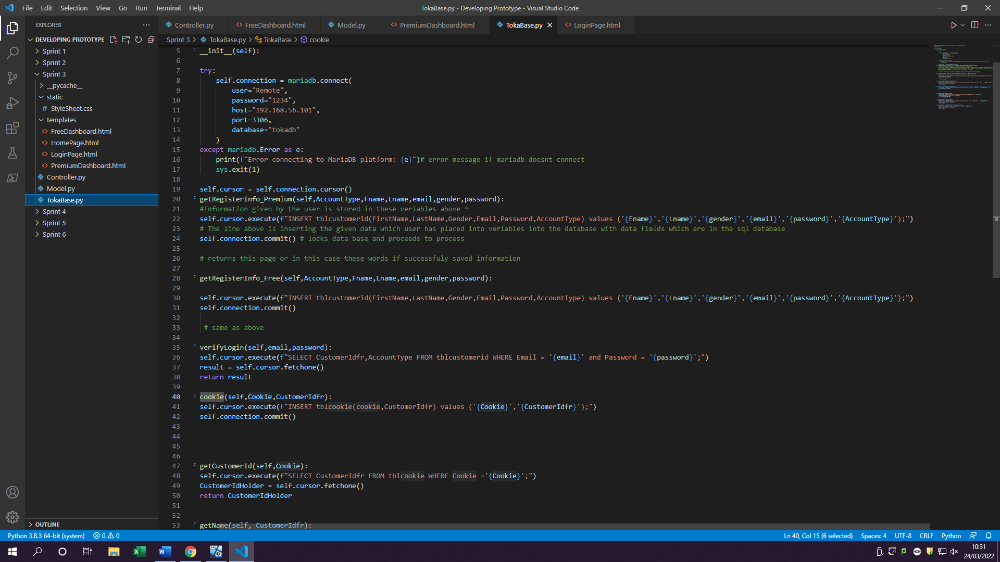 File Edit Selection View Go Run Terminal Help
TokaBase.py - Developing Prototype - Visual Studio Code
EXPLORER
Controller.py FreeDashboard.html Model.py PremiumDashboard.html TokaBase.py LoginPage.html
DEVELOPING PROTOTYPE
Sprint 3 > TokaBase.py > TokaBase > cookie
Sprint 1
Sprint 2
Sprint 3
__pycache__
static
StyleSheet.css
templates
FreeDashboard.html
HomePage.html
LoginPage.html
PremiumDashboard.html
Controller.py
Model.py
TokaBase.py
Sprint 4
Sprint 5
Sprint 6
OUTLINE
5 f __init__(self):
6
7 try:
8 self.connection = mariadb.connect(
9 user="Remote",
10 password="1234",
11 host="192.168.56.101",
12 port=3306,
13 database="tokadb"
14 )
15 except mariadb.Error as e:
16 print(f"Error connecting to MariaDB platform: {e}")# error message if mariadb doesnt connect
17 sys.exit(1)
18
19 self.cursor = self.connection.cursor()
20 f getRegisterInfo_Premium(self,AccountType,Fname,Lname,email,gender,password):
21 #Information given by the user is stored in these veriables above ^
22 self.cursor.execute(f"INSERT tblcustomerid(FirstName,LastName,Gender,Email,Password,AccountType) values ('{Fname}','{Lname}','{gender}','{email}','{password}','{AccountType}');")
23 # The line above is inserting the given data which user has placed into veriables into the database with data fields which are in the sql database
24 self.connection.commit() # locks data base and proceeds to process
25
26 # returns this page or in this case these words if successfuly saved information
27
28 f getRegisterInfo_Free(self,AccountType,Fname,Lname,email,gender,password):
29
30 self.cursor.execute(f"INSERT tblcustomerid(FirstName,LastName,Gender,Email,Password,AccountType) values ('{Fname}','{Lname}','{gender}','{email}','{password}','{AccountType}');")
31 self.connection.commit()
32
33 # same as above
34
35 f verifyLogin(self,email,password):
36 self.cursor.execute(f"SELECT CustomerIdfr,AccountType FROM tblcustomerid WHERE Email = '{email}' and Password = '{password}';")
37 result = self.cursor.fetchone()
38 return result
39
40 f cookie(self,Cookie,CustomerIdfr):
41 self.cursor.execute(f"INSERT tblcookie(cookie,CustomerIdfr) values ('{Cookie}','{CustomerIdfr}');")
42 self.connection.commit()
43
44
45
46
47 f getCustomerId(self,Cookie):
48 self.cursor.execute(f"SELECT CustomerIdfr FROM tblcookie WHERE Cookie ='{Cookie}';")
49 CustomerIdHolder = self.cursor.fetchone()
50 return CustomerIdHolder
51
52
53 f getName(self, CustomerIdfr):
Python 3.8.3 64-bit (system) 0 0
Ln 40, Col 15 (6 selected) Spaces: 4 UTF-8 CRLF Python
10:31
24/03/2022